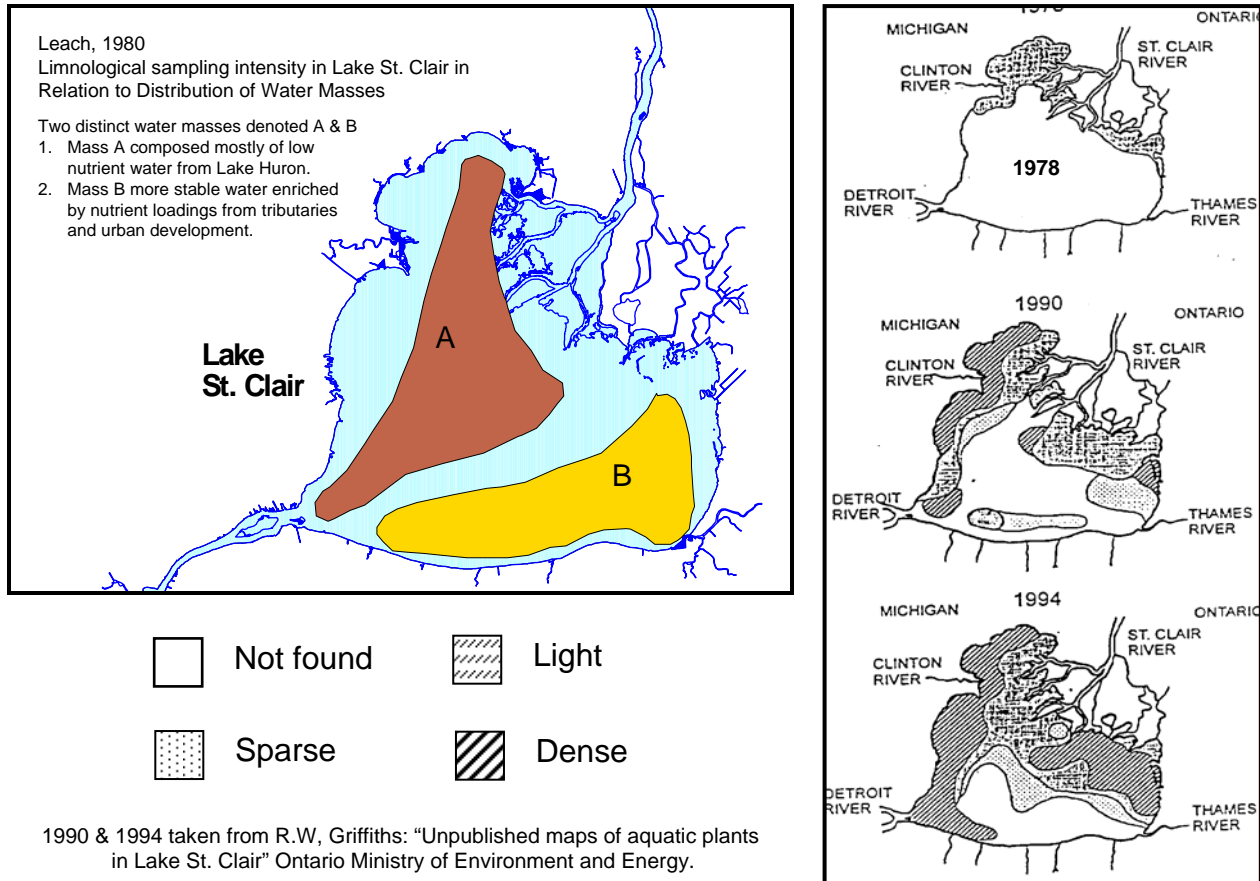 Leach, 1980
Limnological sampling intensity in Lake St. Clair in
Relation to Distribution of Water Masses
Two distinct water masses denoted A & B
1. Mass A composed mostly of low
nutrient water from Lake Huron.
2. Mass B more stable water enriched
by nutrient loadings from tributaries
and urban development.
Lake
St. Clair
A
B
Not found
Light
Sparse
Dense
1990 & 1994 taken from R.W, Griffiths: “Unpublished maps of aquatic plants
in Lake St. Clair” Ontario Ministry of Environment and Energy.
MICHIGAN
ONTARIO
ST. CLAIR
RIVER
CLINTON
RIVER
1978
DETROIT
RIVER
THAMES
RIVER
1990
MICHIGAN
ONTARIO
ST. CLAIR
RIVER
CLINTON
RIVER
DETROIT
RIVER
THAMES
RIVER
1994
MICHIGAN
ONTARIO
ST. CLAIR
RIVER
CLINTON
RIVER
DETROIT
RIVER
THAMES
RIVER